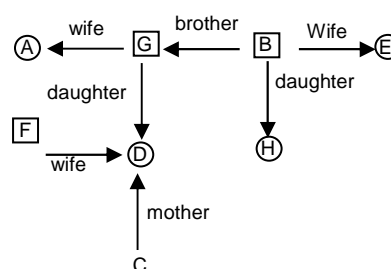 wife brother Wife
A G B E
daughter daughter
F D H
wife
mother
C